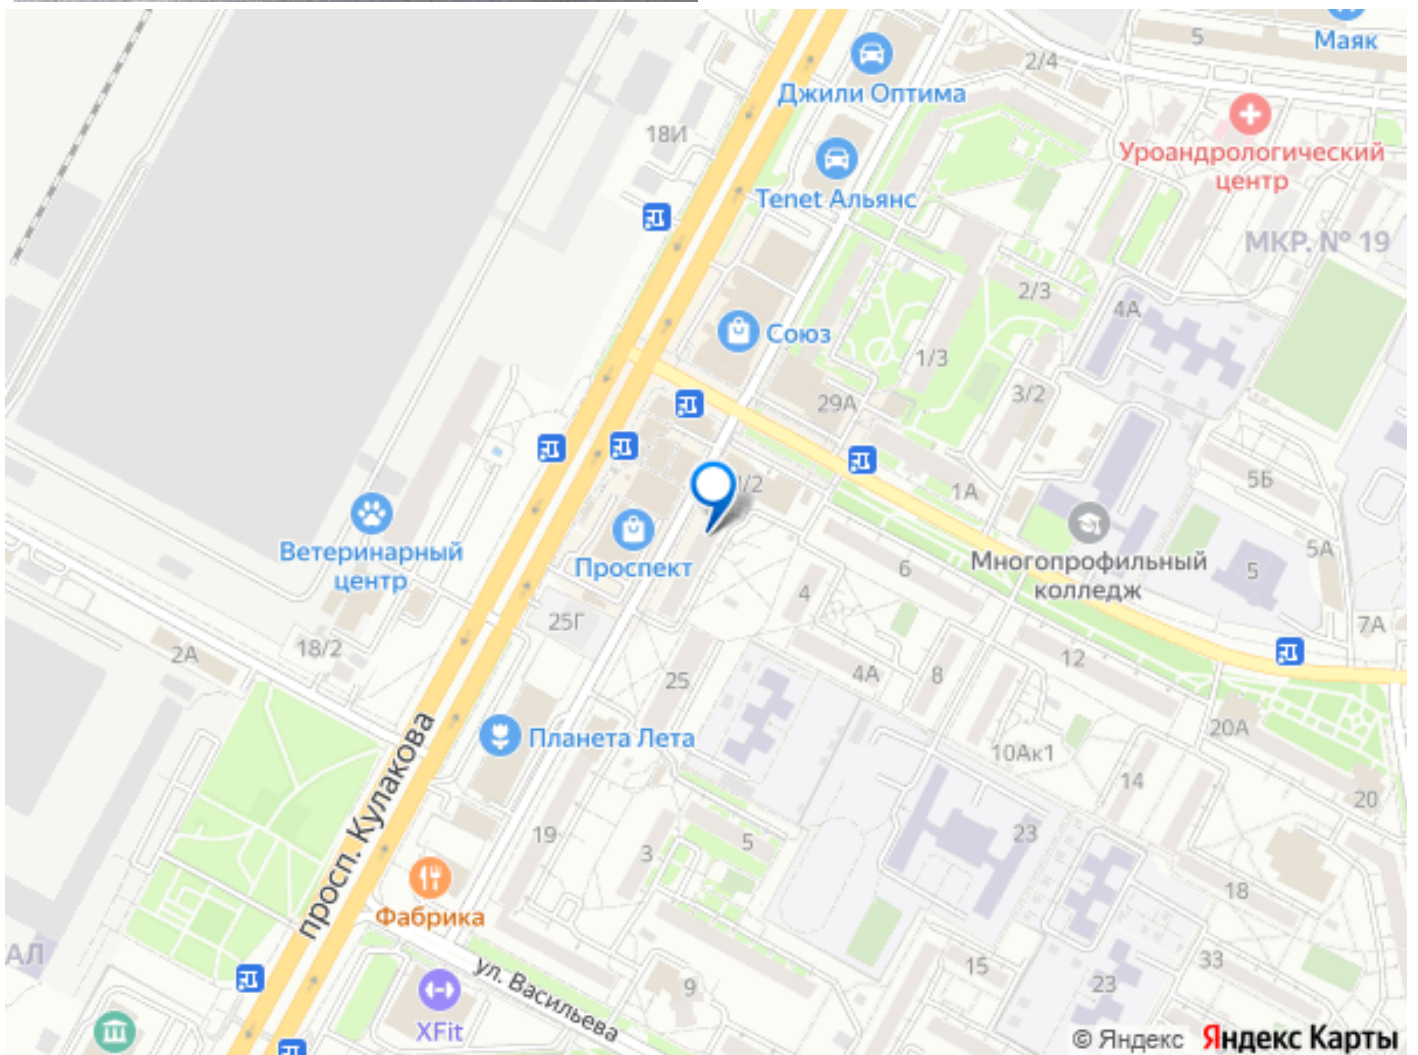 5
Маяк
2/4
Джили Оптима
18И
Уроандрологический
центр
Tenet Альянс
МКР. № 19
2/3
4А
Союз
1/3
3/2
29А
1/2
5Б
1А
Ветеринарный
центр
Проспект
Многопрофильный
колледж
5А
5
6
4
25Г
7А
2А
18/2
12
25
4А
8
20А
Планета Лета
10Ак1
14
20
просп. Кулакова
19
3
5
23
18
Фабрика
АЛ
ул. Васильева
15
33
9
23
XFit
© Яндекс Яндекс Карты